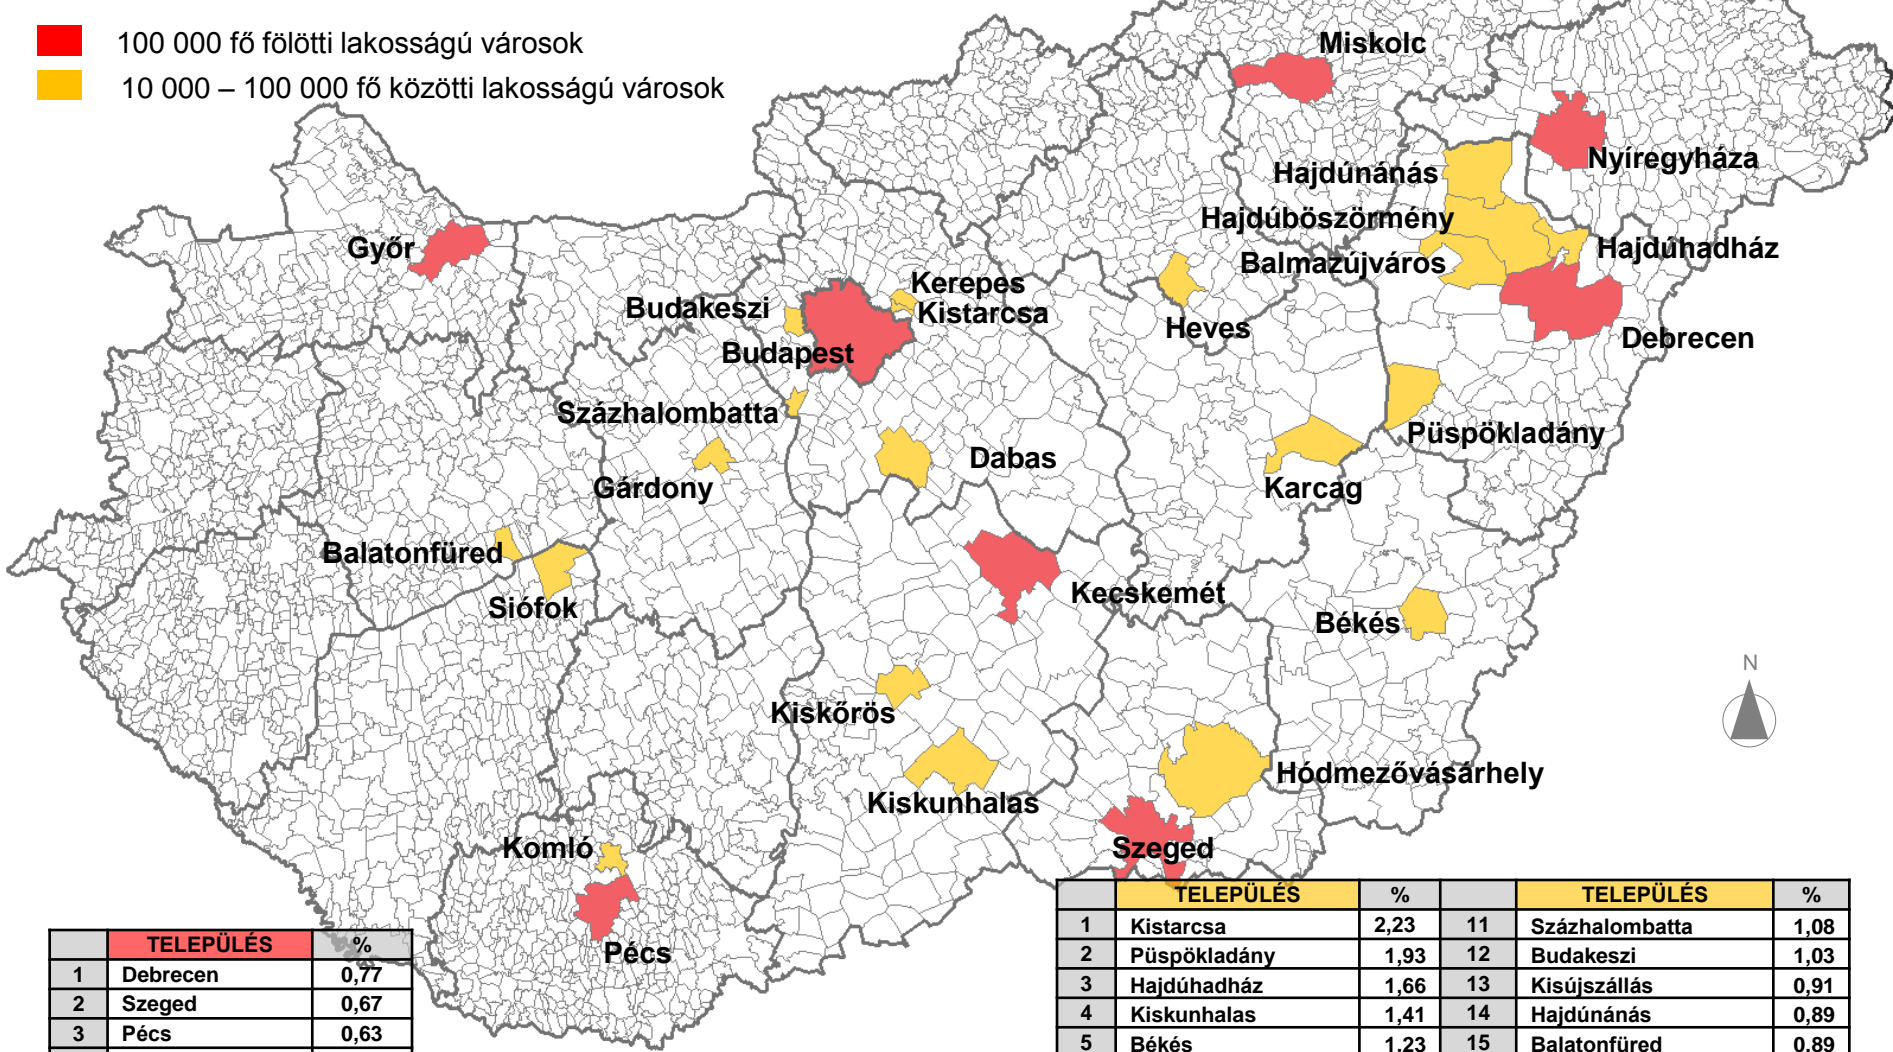 100 000 fő fölötti lakosságú városok
10 000 – 100 000 fő közötti lakosságú városok
Miskolc
Nyíregyháza
Hajdúnánás
Hajdúböszörmény
Hajdúhadház
Balmazújváros
Győr
Kerepes
Budakeszi
Kistarcsa
Heves
Debrecen
Budapest
Százhalombatta
Püspökladány
Dabas
Gárdony
Karcag
Balatonfüred
Siófok
Kecskemét
Békés
N
Kiskőrös
Hódmezővásárhely
Kiskunhalas
Komló
Szeged
Pécs
TELEPÜLÉS %
1 Debrecen 0,77
2 Szeged 0,67
3 Pécs 0,63
TELEPÜLÉS % TELEPÜLÉS %
1 Kistarcsa 2,23 11 Százhalombatta 1,08
2 Püspökladány 1,93 12 Budakeszi 1,03
3 Hajdúhadház 1,66 13 Kisújszállás 0,91
4 Kiskunhalas 1,41 14 Hajdúnánás 0,89
5 Békés 1,23 15 Balatonfüred 0,89